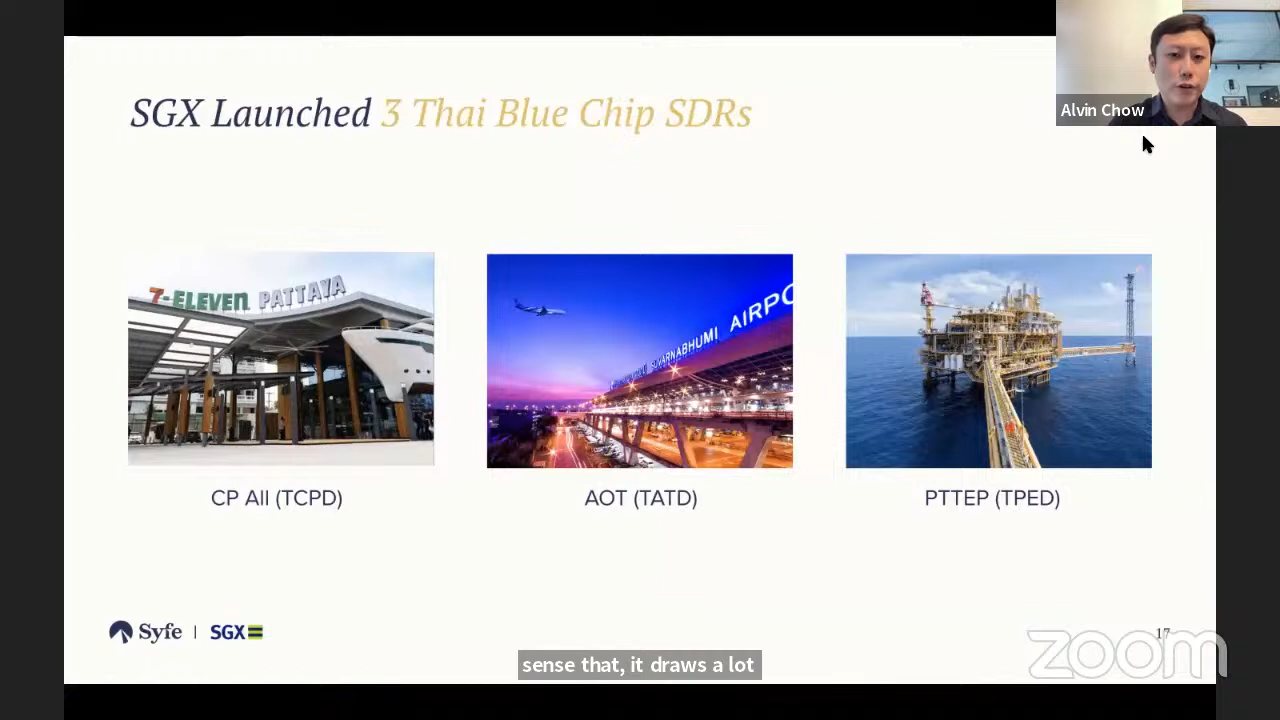 SGX Launched 3 Thai Blue Chip SDRs
Alvin Chow
7-ELEVEN PATTAYA
SUVARNABHUMI AIRPO
CP All (TCPD)
AOT (TATD)
PTTEP (TPED)
Syfe | SGX
17
zoom
sense that, it draws a lot